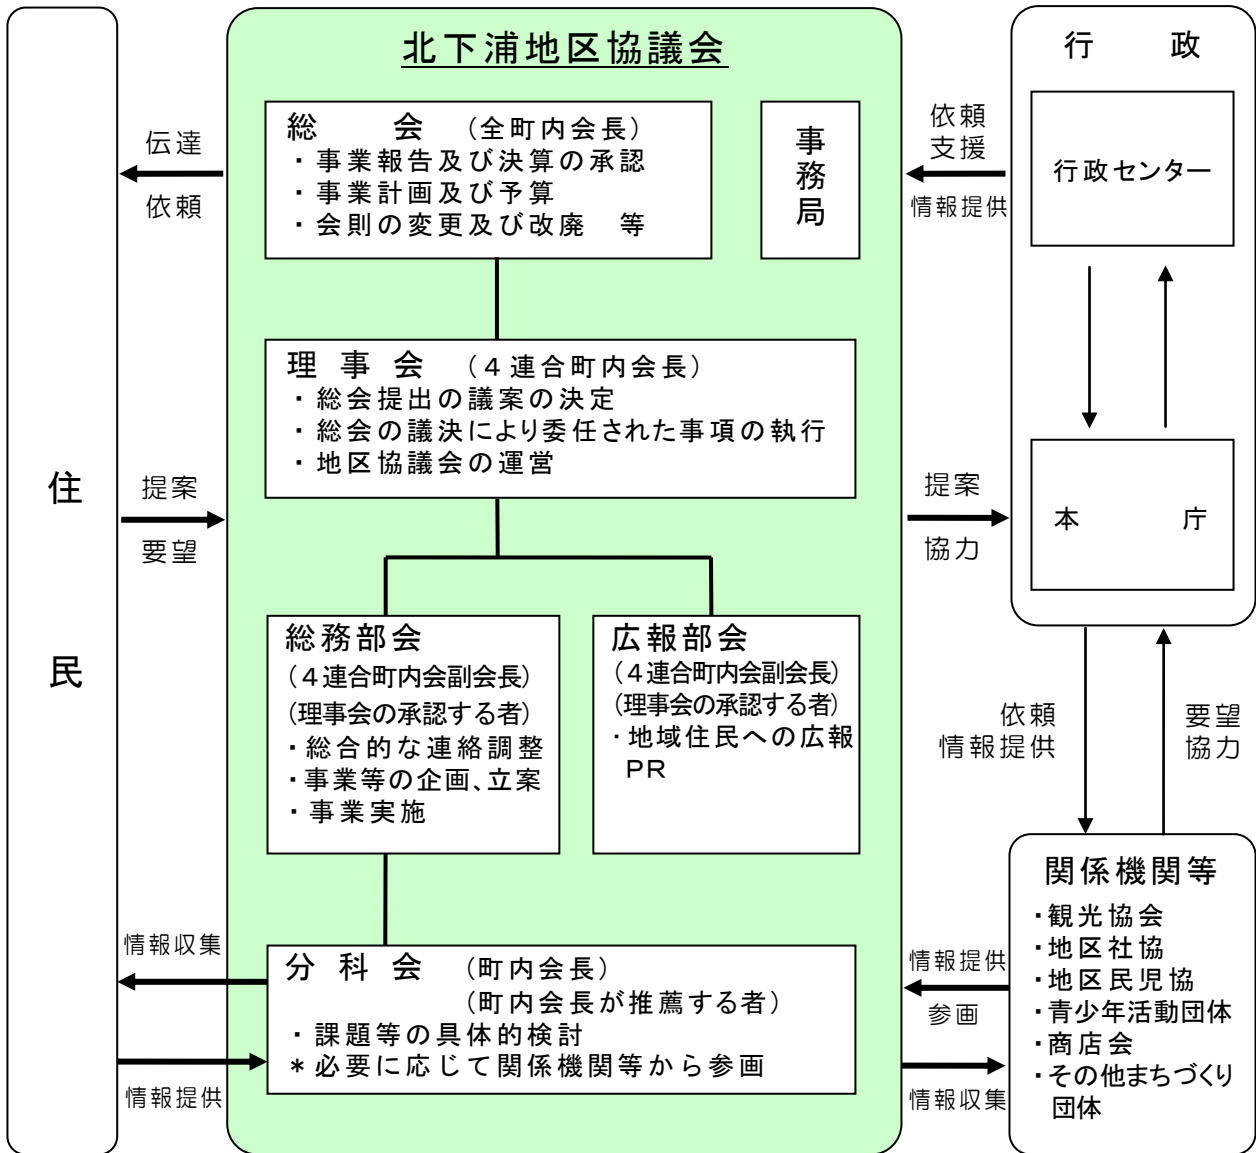 住民
伝達
依頼
提案
要望
情報収集
情報提供
北下浦地区協議会
総　会　(全町内会長)
・事業報告及び決算の承認
・事業計画及び予算
・会則の変更及び改廃　等
事務局
理事会　(4連合町内会長)
・総会提出の議案の決定
・総会の議決により委任された事項の執行
・地区協議会の運営
総務部会
(4連合町内会副会長)
(理事会の承認する者)
・総合的な連絡調整
・事業等の企画、立案
・事業実施
広報部会
(4連合町内会副会長)
(理事会の承認する者)
・地域住民への広報
PR
分科会　(町内会長)
(町内会長が推薦する者)
・課題等の具体的検討
*必要に応じて関係機関等から参画
依頼
支援
情報提供
提案
協力
情報提供
参画
情報収集
行　政
行政センター
本　庁
依頼
情報提供
要望
協力
関係機関等
・観光協会
・地区社協
・地区民児協
・青少年活動団体
・商店会
・その他まちづくり
団体